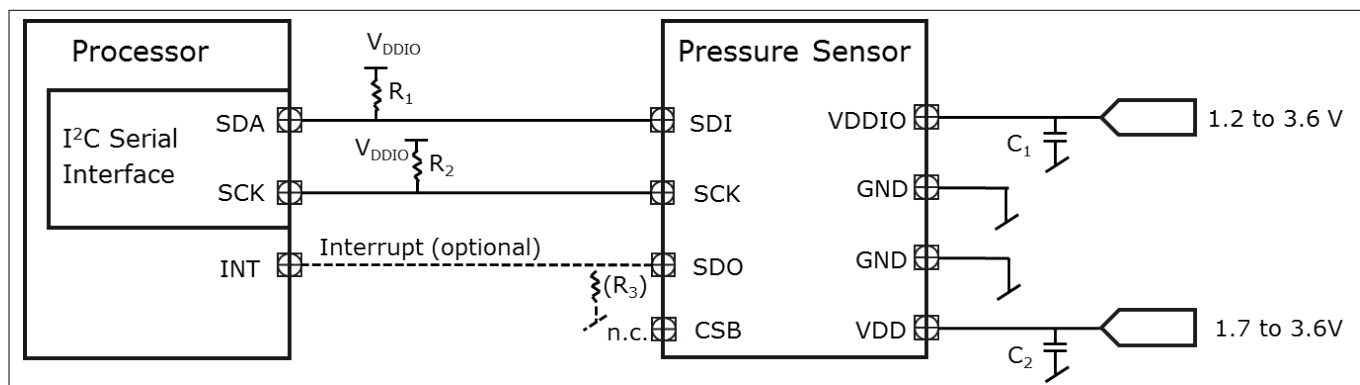 Processor
I²C Serial
Interface
SDA
SCK
INT
V_DDIO
R₁
V_DDIO
R₂
Interrupt (optional)
(R₃)
n.c.
Pressure Sensor
SDI
SCK
SDO
CSB
VDDIO
GND
GND
VDD
C₁
1.2 to 3.6 V
C₂
1.7 to 3.6V